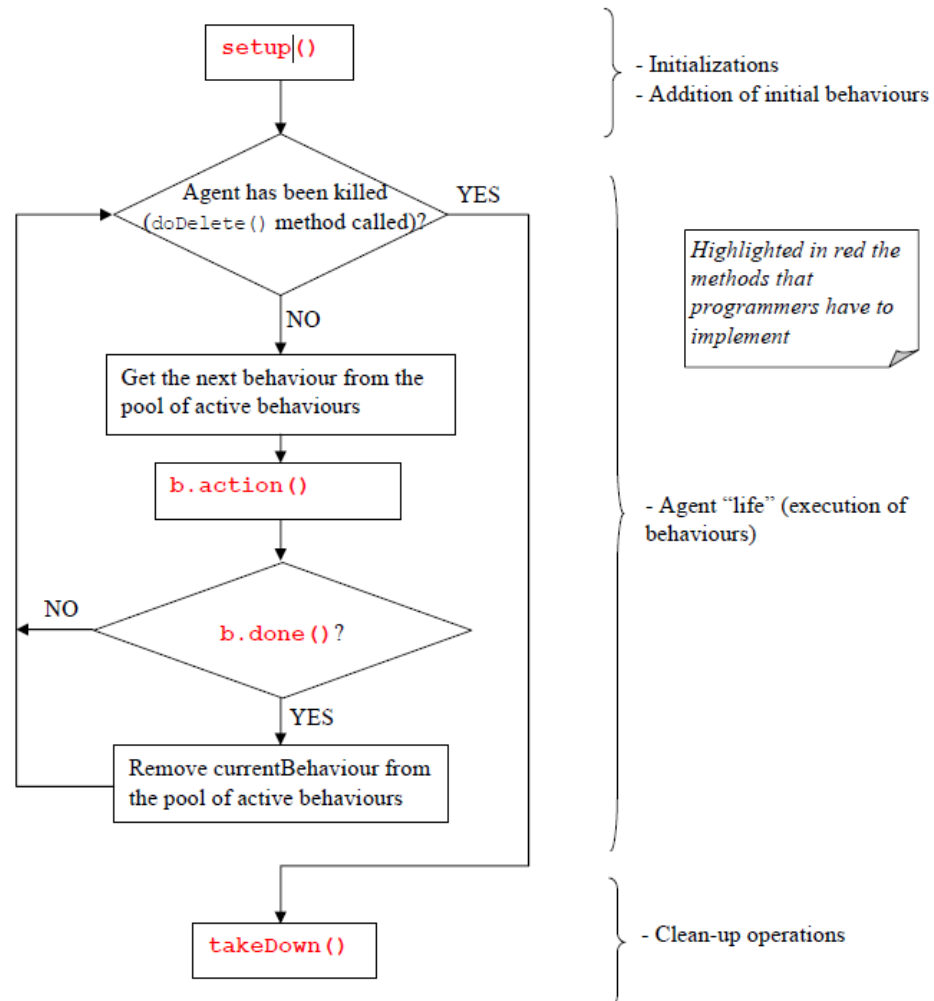 setup()
- Initializations
- Addition of initial behaviours
Agent has been killed
(doDelete() method called)?
YES
Highlighted in red the
methods that
programmers have to
implement
NO
Get the next behaviour from the
pool of active behaviours
b.action()
- Agent “life” (execution of
behaviours)
NO
b.done()?
YES
Remove currentBehaviour from
the pool of active behaviours
takeDown()
- Clean-up operations